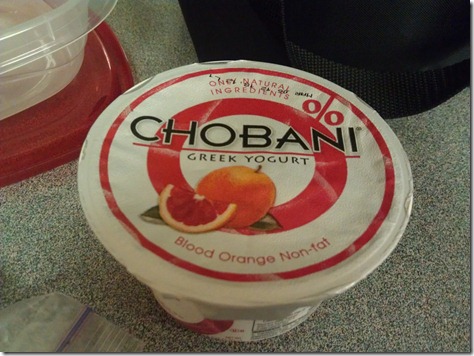 ONLY NATURAL
INGREDIENTS
0%
CHOBANI
GREEK YOGURT
Blood Orange Non-fat